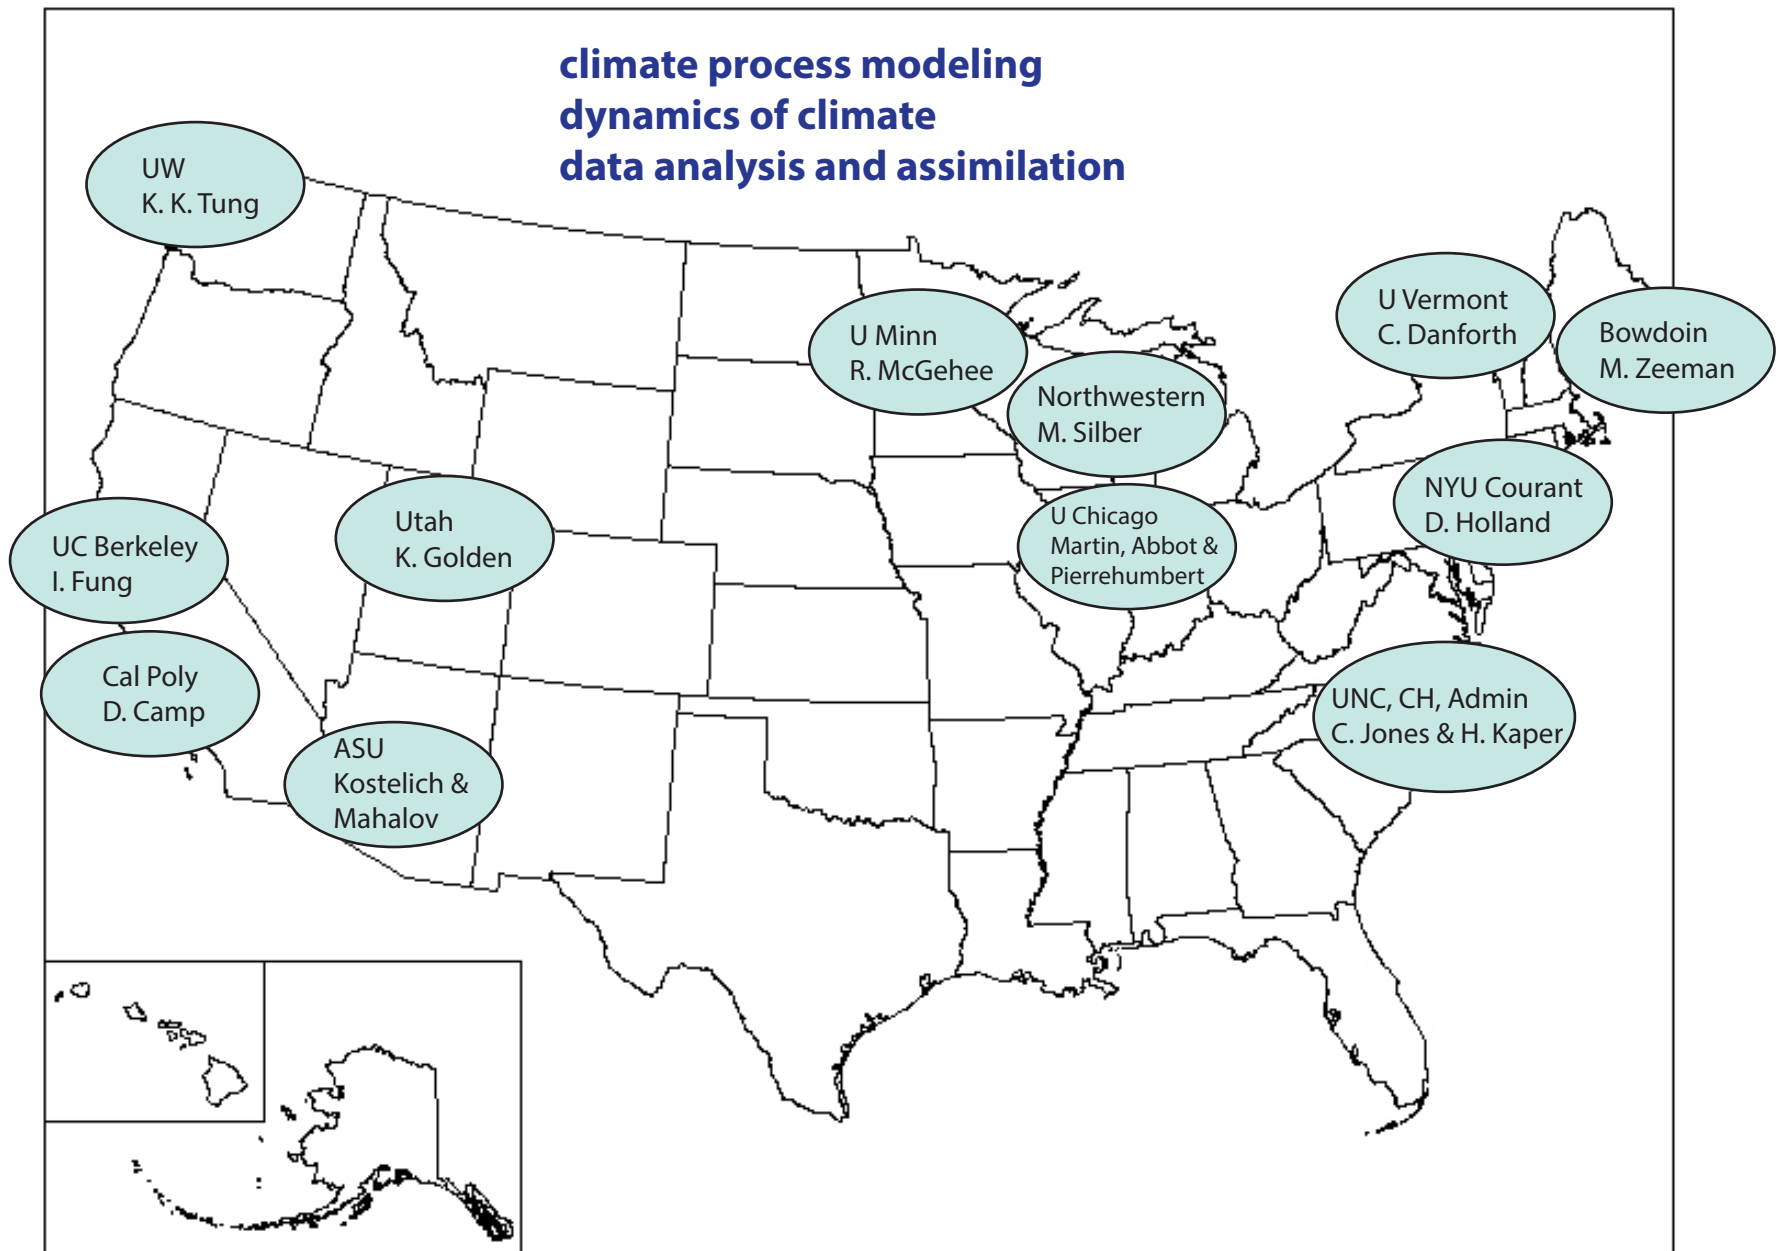 climate process modeling
dynamics of climate
data analysis and assimilation
UW
K. K. Tung
U Minn
R. McGehee
Northwestern
M. Silber
U Vermont
C. Danforth
Bowdoin
M. Zeeman
UC Berkeley
I. Fung
Utah
K. Golden
U Chicago
Martin, Abbot &
Pierrehumbert
NYU Courant
D. Holland
Cal Poly
D. Camp
ASU
Kostelich &
Mahalov
UNC, CH, Admin
C. Jones & H. Kaper